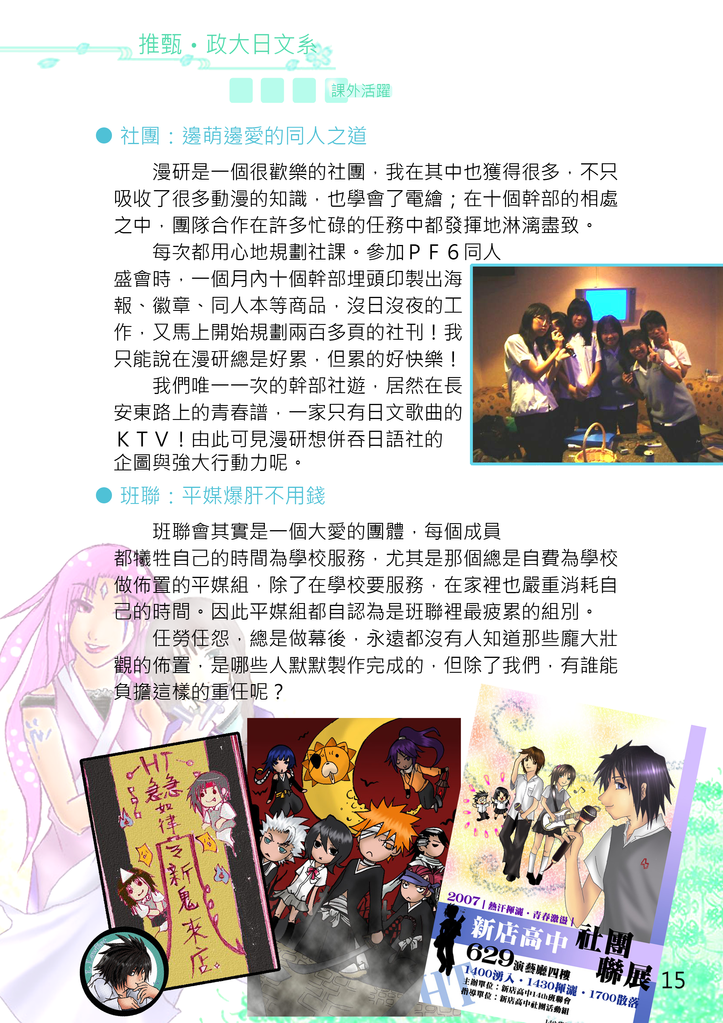 推甄・政大日文系
課外活躍
● 社團：邊萌邊愛的同人之道
漫研是一個很歡樂的社團，我在其中也獲得很多，不只
吸收了很多動漫的知識，也學會了電繪；在十個幹部的相處
之中，團隊合作在許多忙碌的任務中都發揮地淋漓盡致。
每次都用心地規劃社課。參加ＰＦ６同人
盛會時，一個月內十個幹部埋頭印製出海
報、徽章、同人本等商品，沒日沒夜的工
作，又馬上開始規劃兩百多頁的社刊！我
只能說在漫研總是好累，但累的好快樂！
我們唯一一次的幹部社遊，居然在長
安東路上的青春譜，一家只有日文歌曲的
ＫＴＶ！由此可見漫研想併吞日語社的
企圖與強大行動力呢。
● 班聯：平媒爆肝不用錢
班聯會其實是一個大愛的團體，每個成員
都犧牲自己的時間為學校服務，尤其是那個總是自費為學校
做佈置的平媒組，除了在學校要服務，在家裡也嚴重消耗自
己的時間。因此平媒組都自認為是班聯裡最疲累的組別。
任勞任怨，總是做幕後，永遠都沒有人知道那些龐大壯
觀的佈置，是哪些人默默製作完成的，但除了我們，有誰能
負擔這樣的重任呢？
HT
急急如律令
新鬼來店
2007 | 熱汗揮灑・青春激盪 |
新店高中 社團
聯展
629演藝廳四樓
1400湧入・1430揮灑・1700散落
主辦單位：新店高中14th班聯會
指導單位：新店高中社團活動組
15